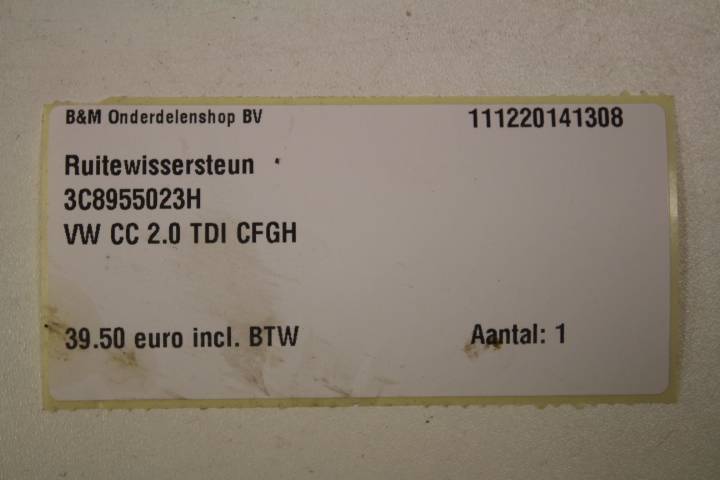 B&M Onderdelenshop BV 111220141308
Ruitewissersteun
3C8955023H
VW CC 2.0 TDI CFGH
39.50 euro incl. BTW Aantal: 1